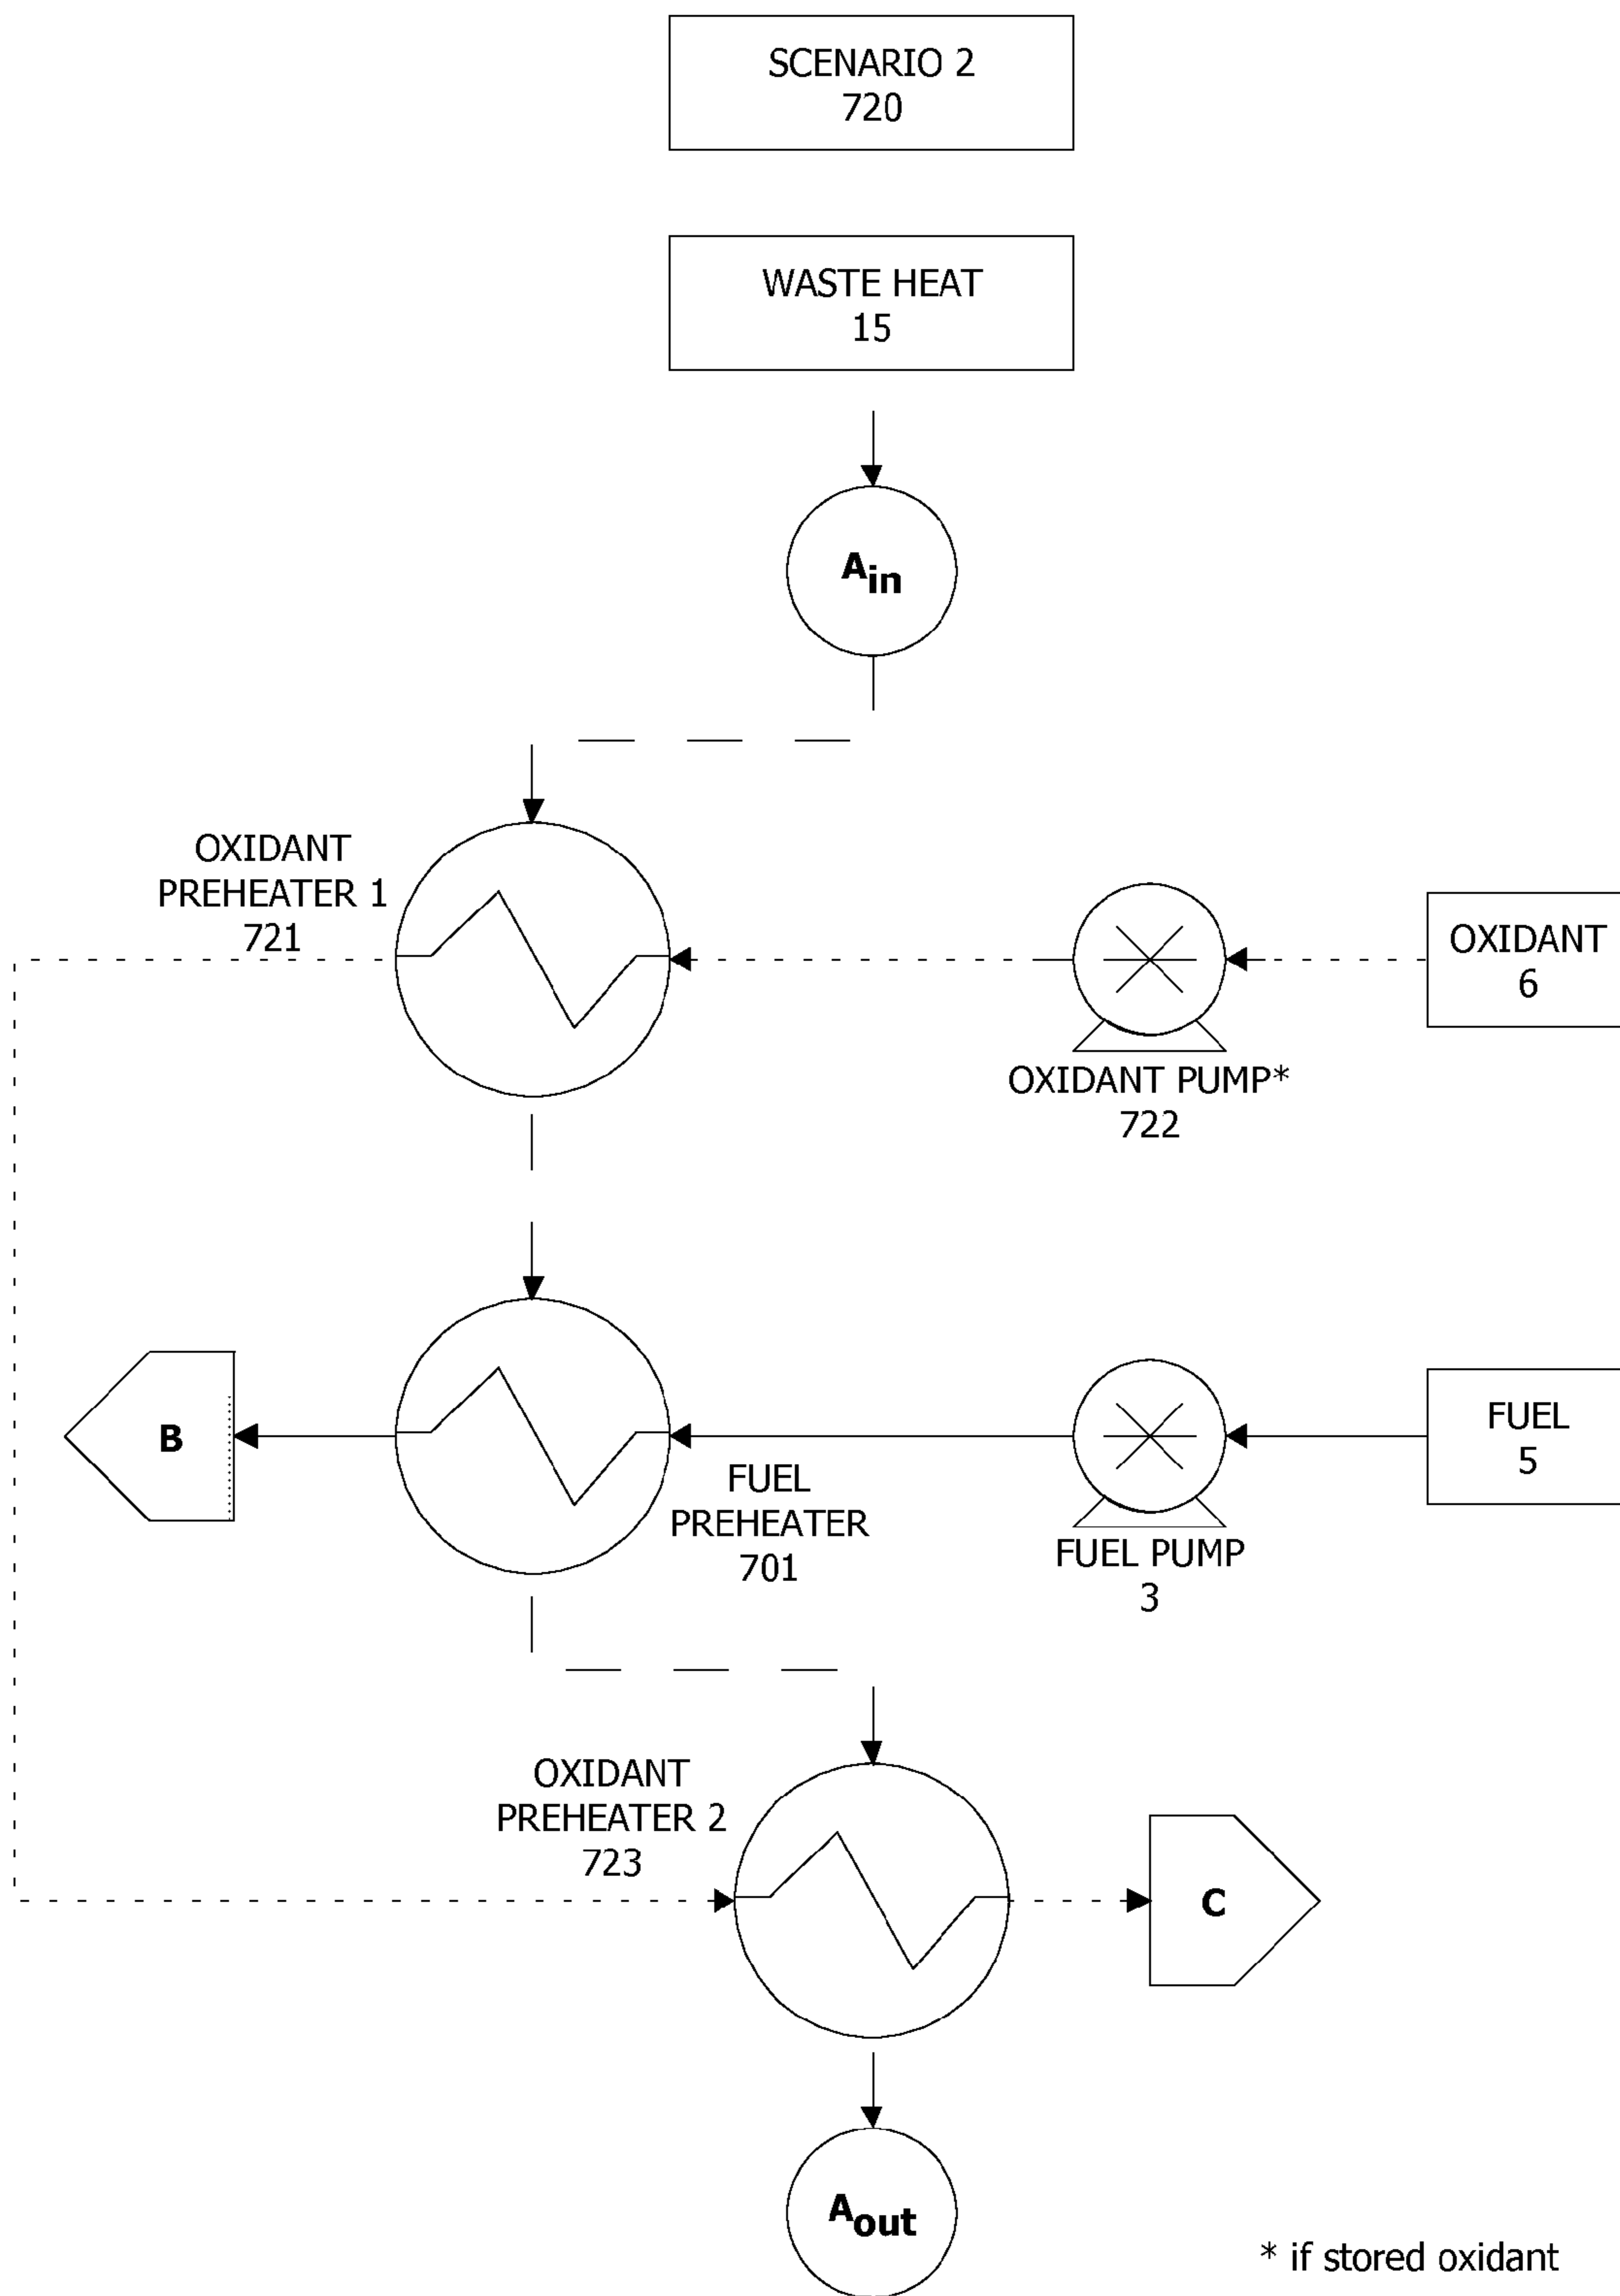 SCENARIO 2
720
WASTE HEAT
15
Ain
OXIDANT
PREHEATER 1
721
OXIDANT
6
OXIDANT PUMP*
722
B
FUEL
PREHEATER
701
FUEL
5
FUEL PUMP
3
OXIDANT
PREHEATER 2
723
C
Aout
* if stored oxidant